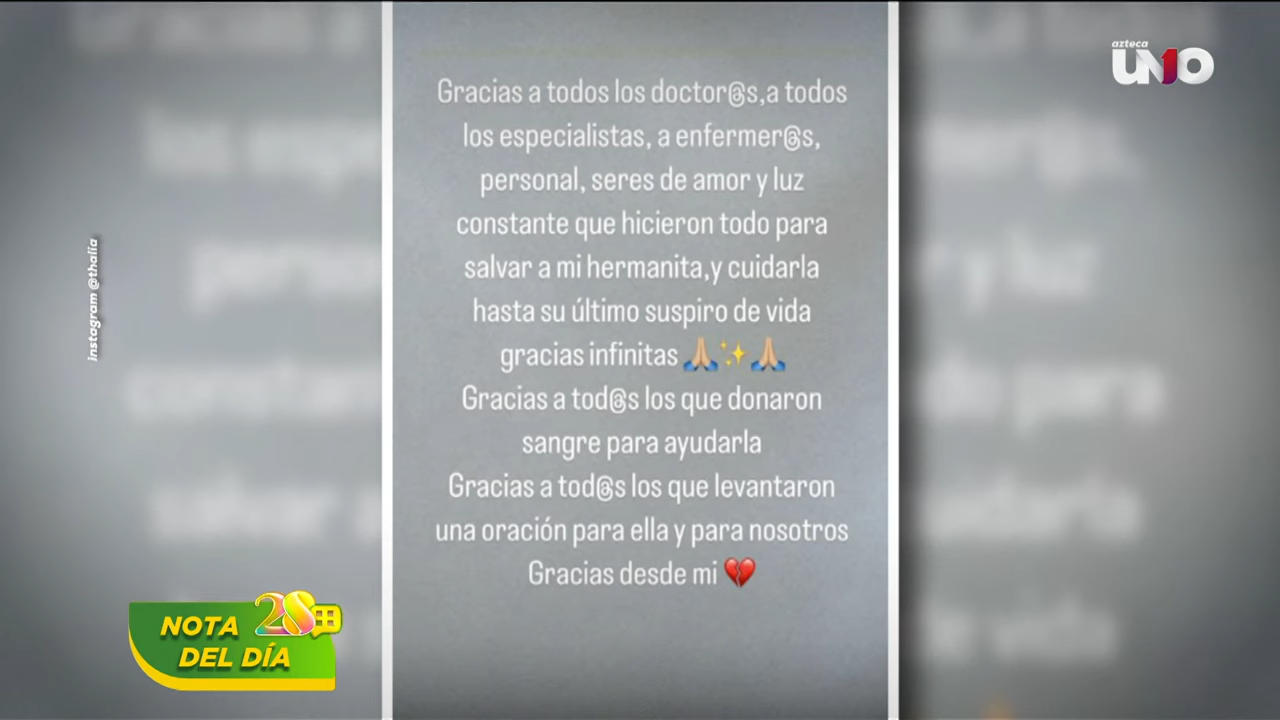 azteca
UN1O
Gracias a todos los doctor@s,a todos
los especialistas, a enfermer@s,
personal, seres de amor y luz
constante que hicieron todo para
salvar a mi hermanita,y cuidarla
hasta su último suspiro de vida
gracias infinitas 🙏🏼✨🙏🏼
Gracias a tod@s los que donaron
sangre para ayudarla
Gracias a tod@s los que levantaron
una oración para ella y para nosotros
Gracias desde mi 💔
instagram @thalia
NOTA
DEL DÍA
28